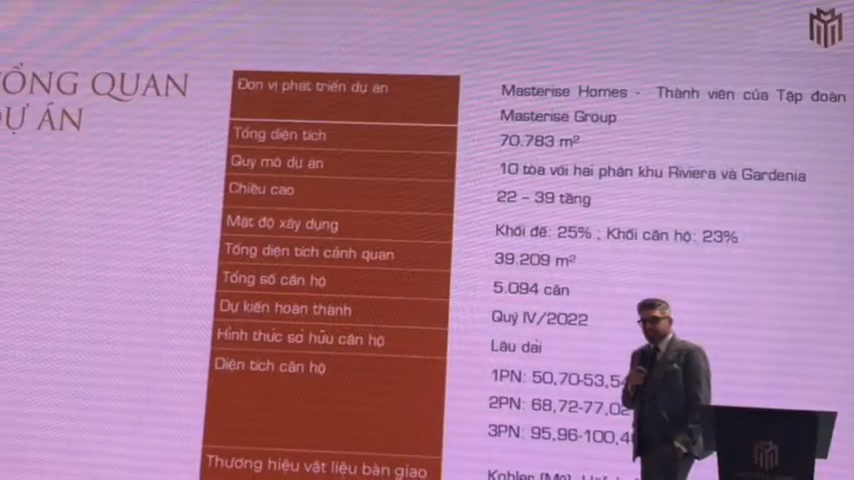 TỔNG QUAN
DỰ ÁN
Đơn vị phát triển dự án
Masterise Homes - Thành viên của Tập đoàn
Masterise Group
Tổng diện tích
70.783 m²
Quy mô dự án
10 tòa với hai phân khu Riviera và Gardenia
Chiều cao
22 – 39 tầng
Mật độ xây dựng
Khối đế: 25% ; Khối căn hộ: 23%
Tổng diện tích cảnh quan
39.209 m²
Tổng số căn hộ
5.094 căn
Dự kiến hoàn thành
Quý IV/2022
Hình thức sở hữu căn hộ
Lâu dài
Diện tích căn hộ
1PN: 50,70-53,5
2PN: 68,72-77,02
3PN: 95,96-100,4
Thương hiệu vật liệu bàn giao
Kohler (Mỹ),